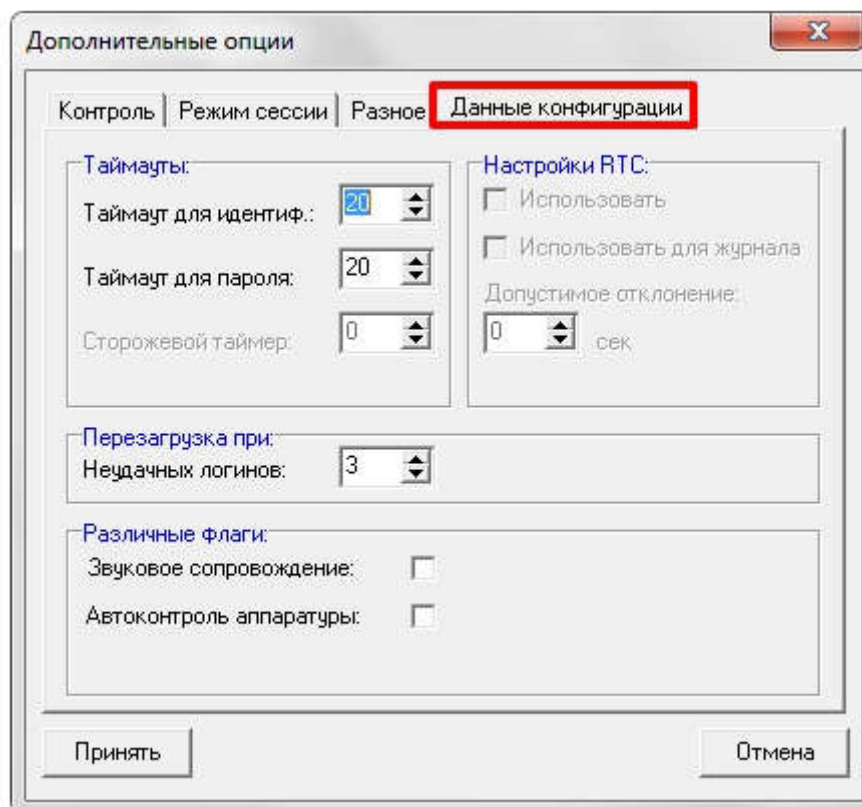 Дополнительные опции
Контроль Режим сессии Разное Данные конфигурации
Таймауты:
Таймаут для идентиф.: 20
Таймаут для пароля: 20
Сторожевой таймер: 0
Настройки RTC:
Использовать
Использовать для журнала
Допустимое отклонение:
0 сек
Перезагрузка при:
Неудачных логинов: 3
Различные флаги:
Звуковое сопровождение:
Автоконтроль аппаратуры:
Принять Отмена